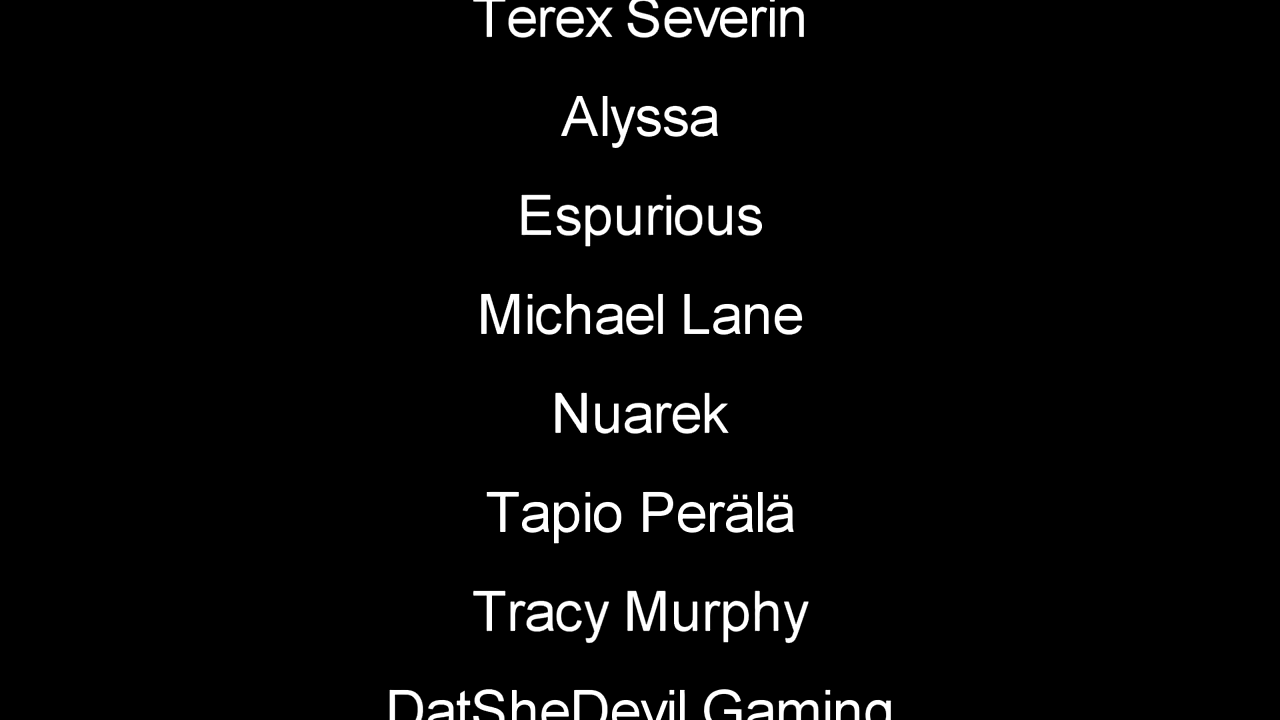 Terex Severin
Alyssa
Espurious
Michael Lane
Nuarek
Tapio Perälä
Tracy Murphy
DatSheDevil Gaming